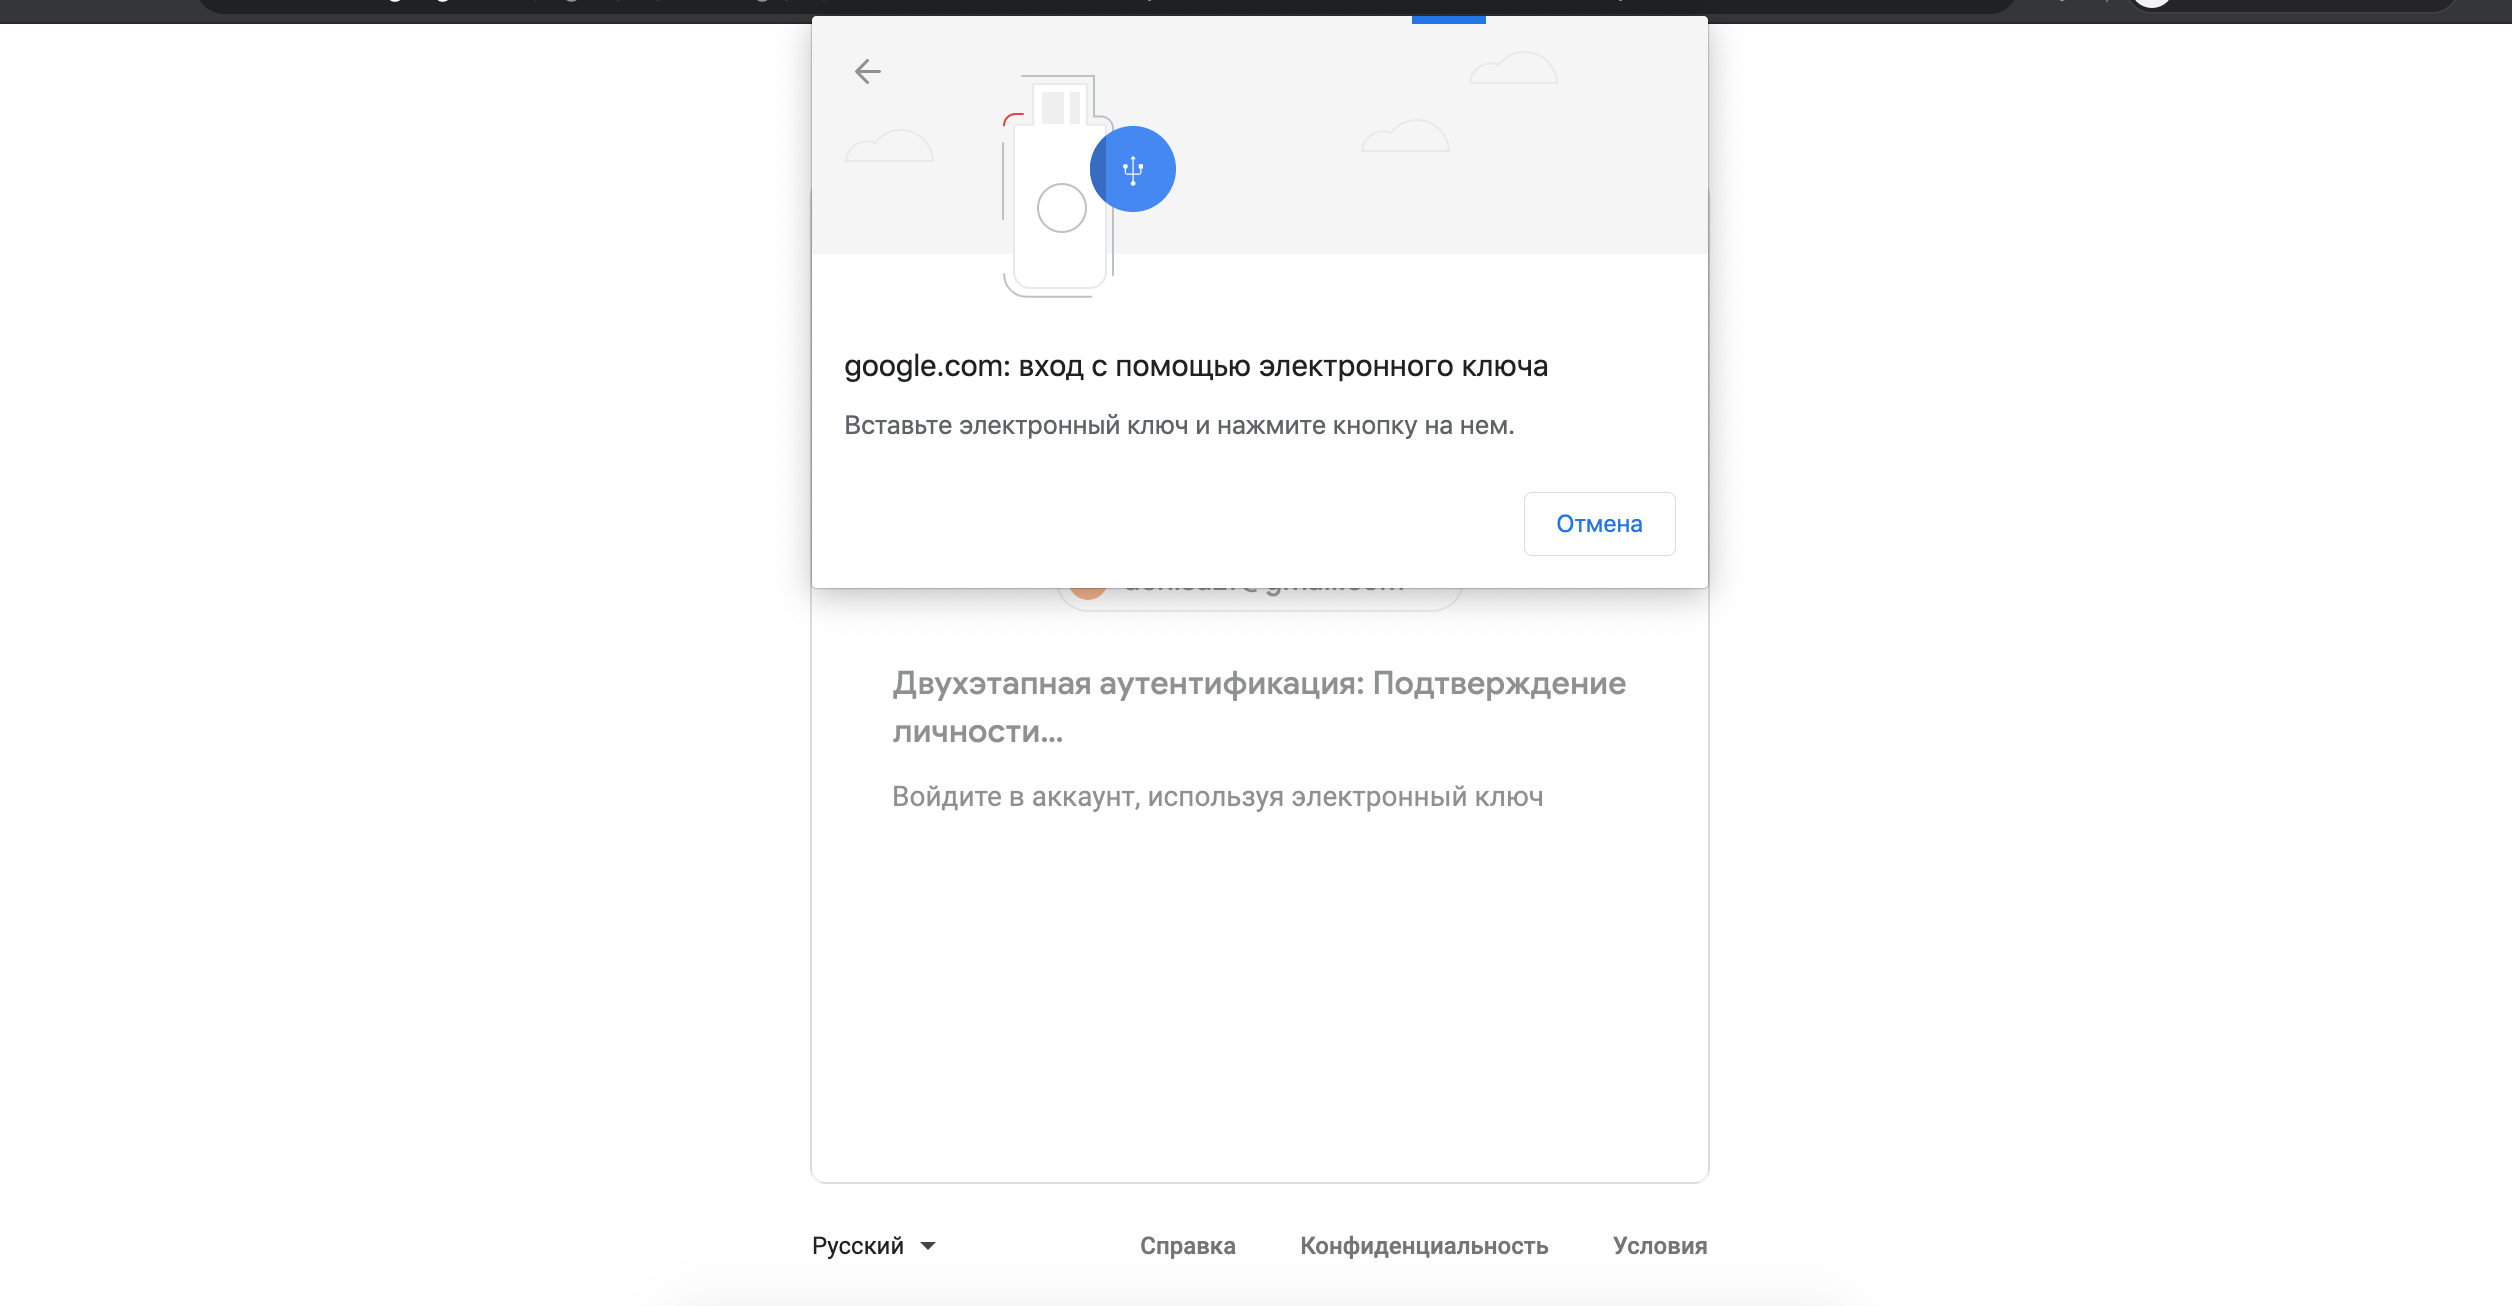 google.com: вход с помощью электронного ключа
Вставьте электронный ключ и нажмите кнопку на нем.
Отмена
Двухэтапная аутентификация: Подтверждение
личности...
Войдите в аккаунт, используя электронный ключ
Русский
Справка
Конфиденциальность
Условия